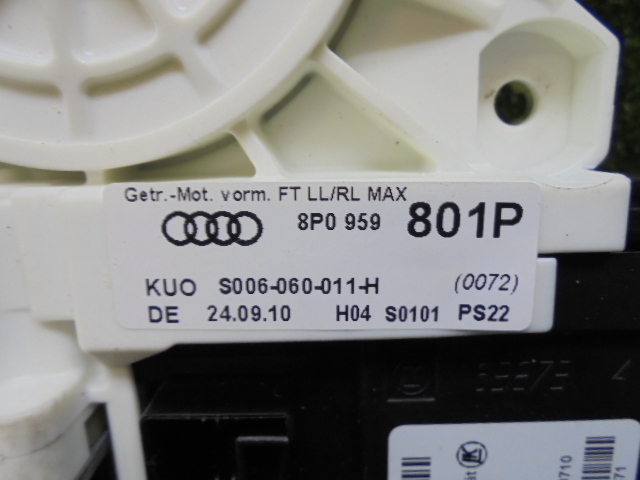 Getr.-Mot. vorm. FT LL/RL MAX
8P0 959 801P
KUO S006-060-011-H (0072)
DE 24.09.10 H04 S0101 PS22